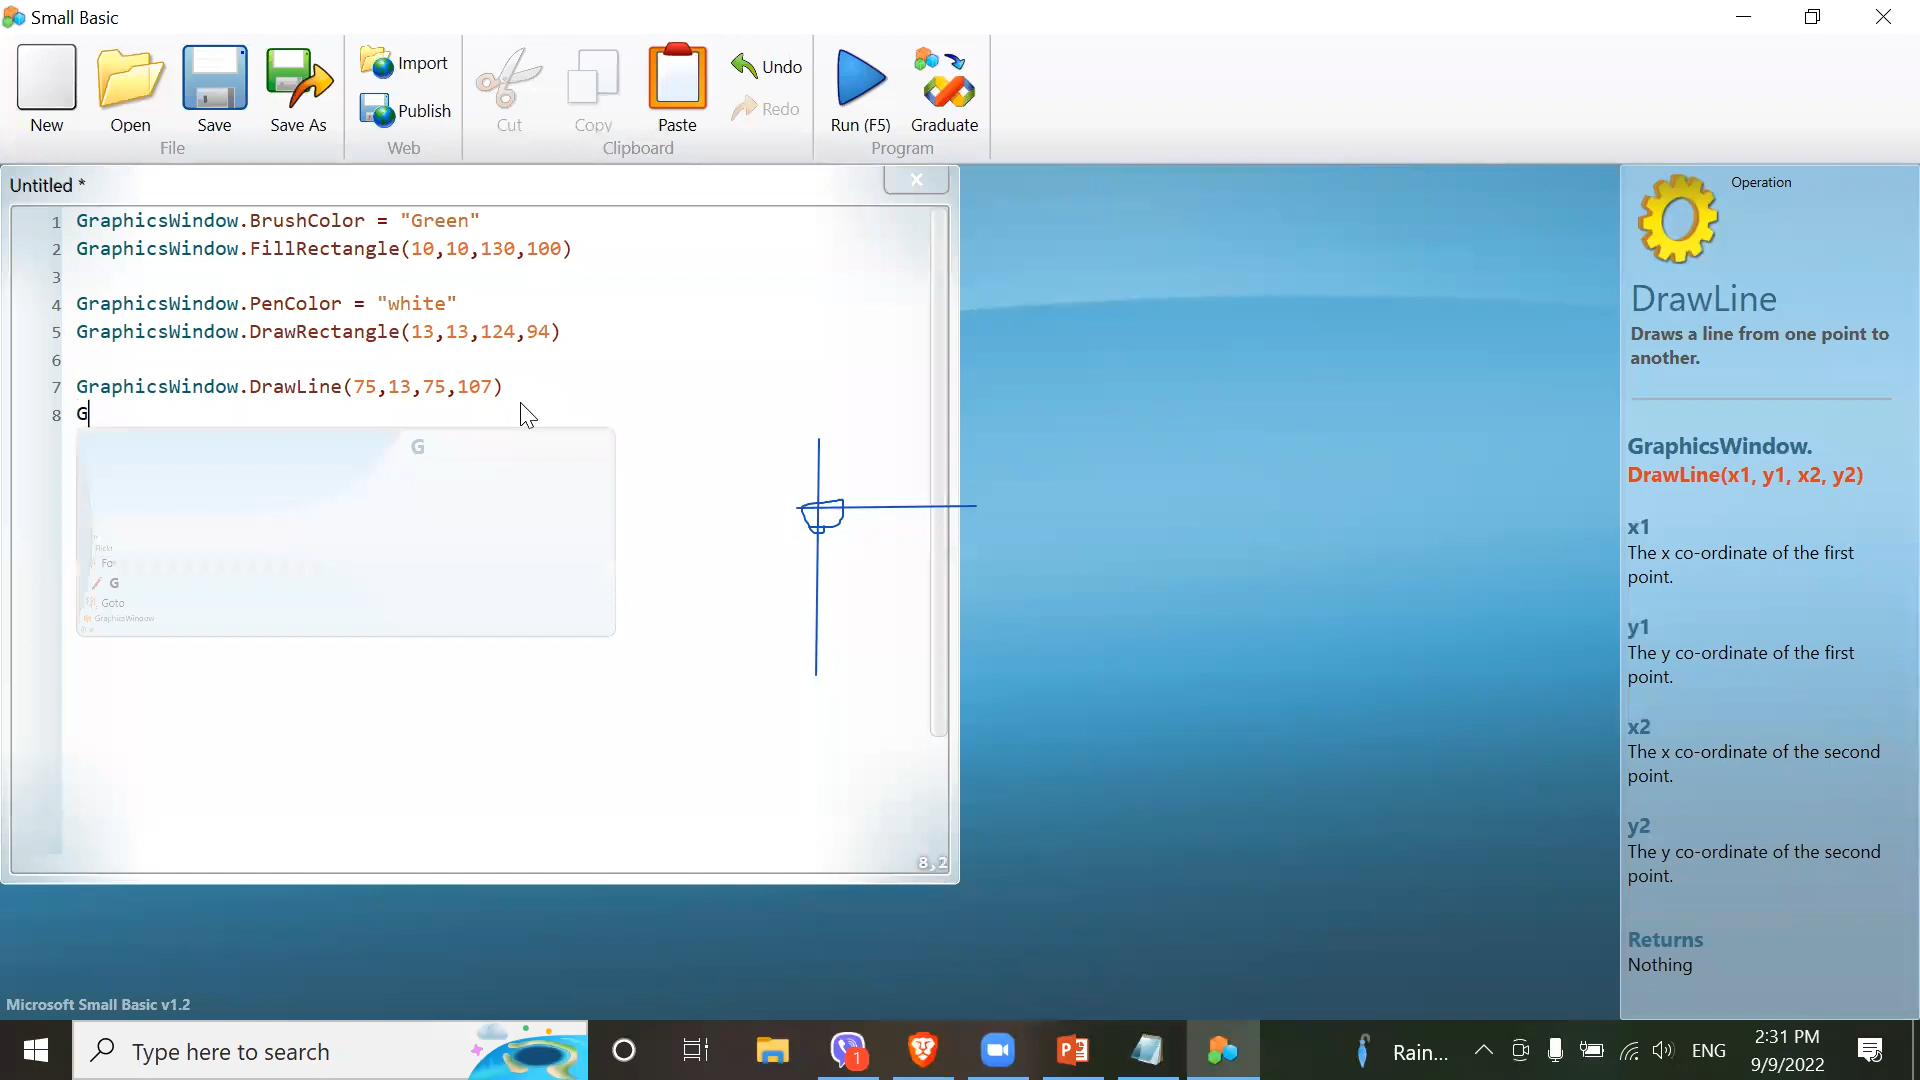 Small Basic
New
Open
Save
Save As
Import
Publish
Cut
Copy
Paste
Undo
Redo
Run (F5)
Graduate
File
Web
Clipboard
Program
Untitled *
1 GraphicsWindow.BrushColor = "Green"
2 GraphicsWindow.FillRectangle(10,10,130,100)
3
4 GraphicsWindow.PenColor = "white"
5 GraphicsWindow.DrawRectangle(13,13,124,94)
6
7 GraphicsWindow.DrawLine(75,13,75,107)
8 G
G
Flickr
For
G
Goto
GraphicsWindow
8,2
Operation
DrawLine
Draws a line from one point to
another.
GraphicsWindow.
DrawLine(x1, y1, x2, y2)
x1
The x co-ordinate of the first
point.
y1
The y co-ordinate of the first
point.
x2
The x co-ordinate of the second
point.
y2
The y co-ordinate of the second
point.
Returns
Nothing
Microsoft Small Basic v1.2
Type here to search
1
Rain...
ENG
2:31 PM
9/9/2022